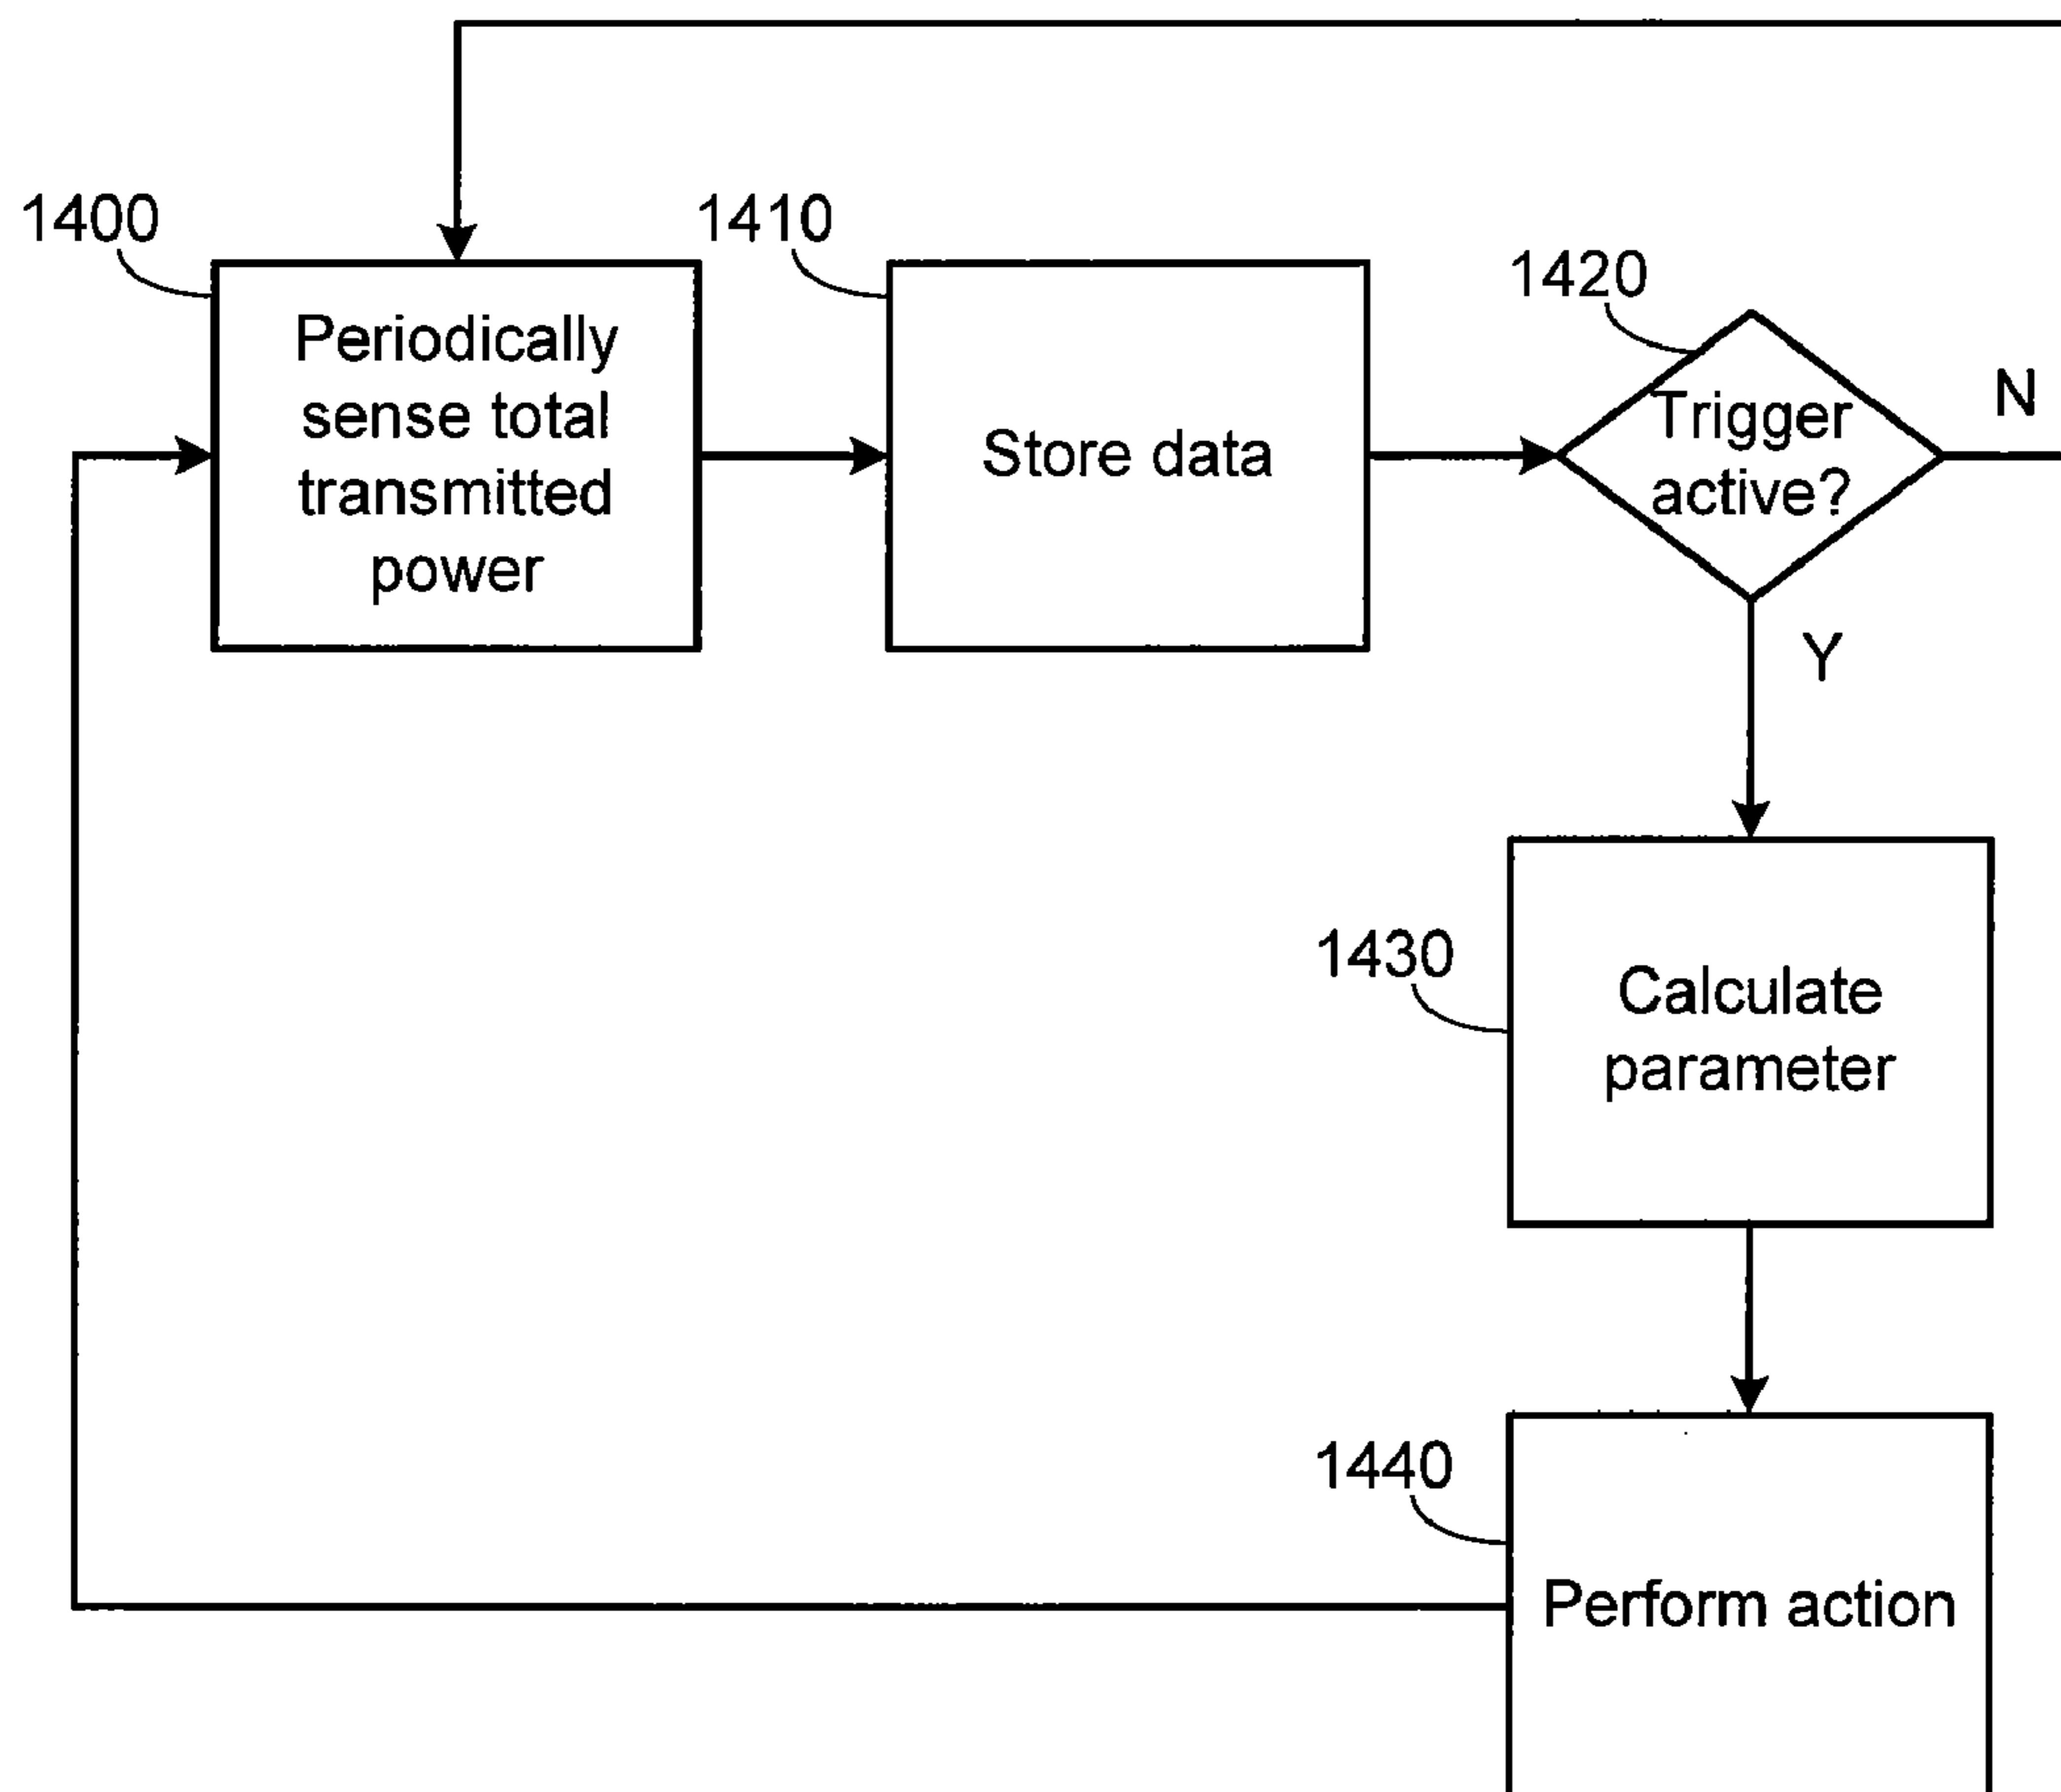 1400
Periodically
sense total
transmitted
power
1410
Store data
1420
Trigger
active?
N
Y
1430
Calculate
parameter
1440
Perform action